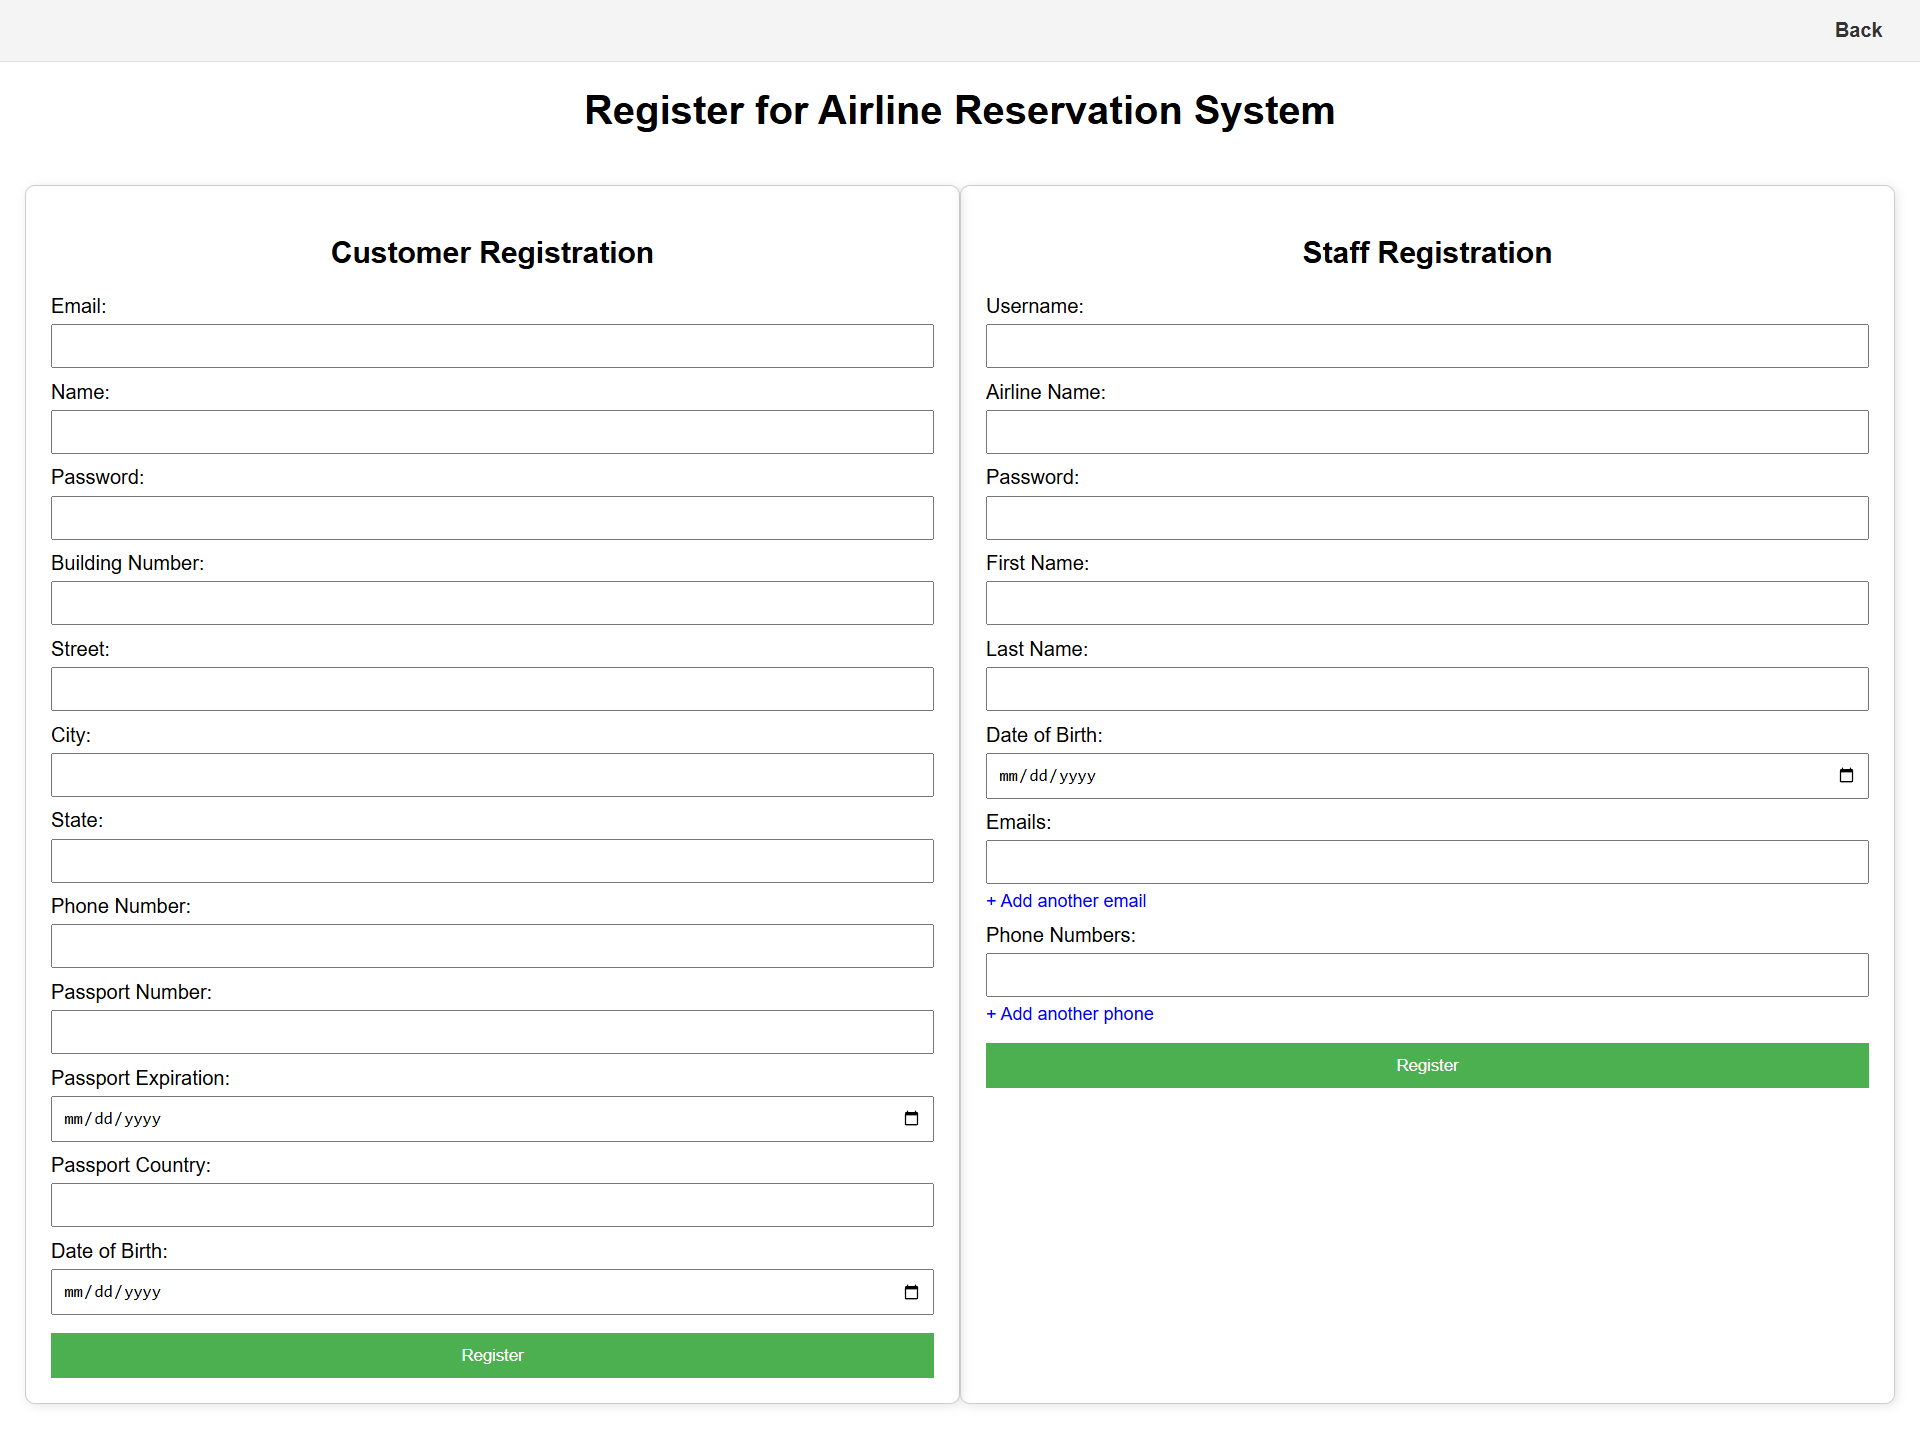 Back
Register for Airline Reservation System
Customer Registration
Email:
Name:
Password:
Building Number:
Street:
City:
State:
Phone Number:
Passport Number:
Passport Expiration:
mm/dd/yyyy
Passport Country:
Date of Birth:
mm/dd/yyyy
Register
Staff Registration
Username:
Airline Name:
Password:
First Name:
Last Name:
Date of Birth:
mm/dd/yyyy
Emails:
+ Add another email
Phone Numbers:
+ Add another phone
Register